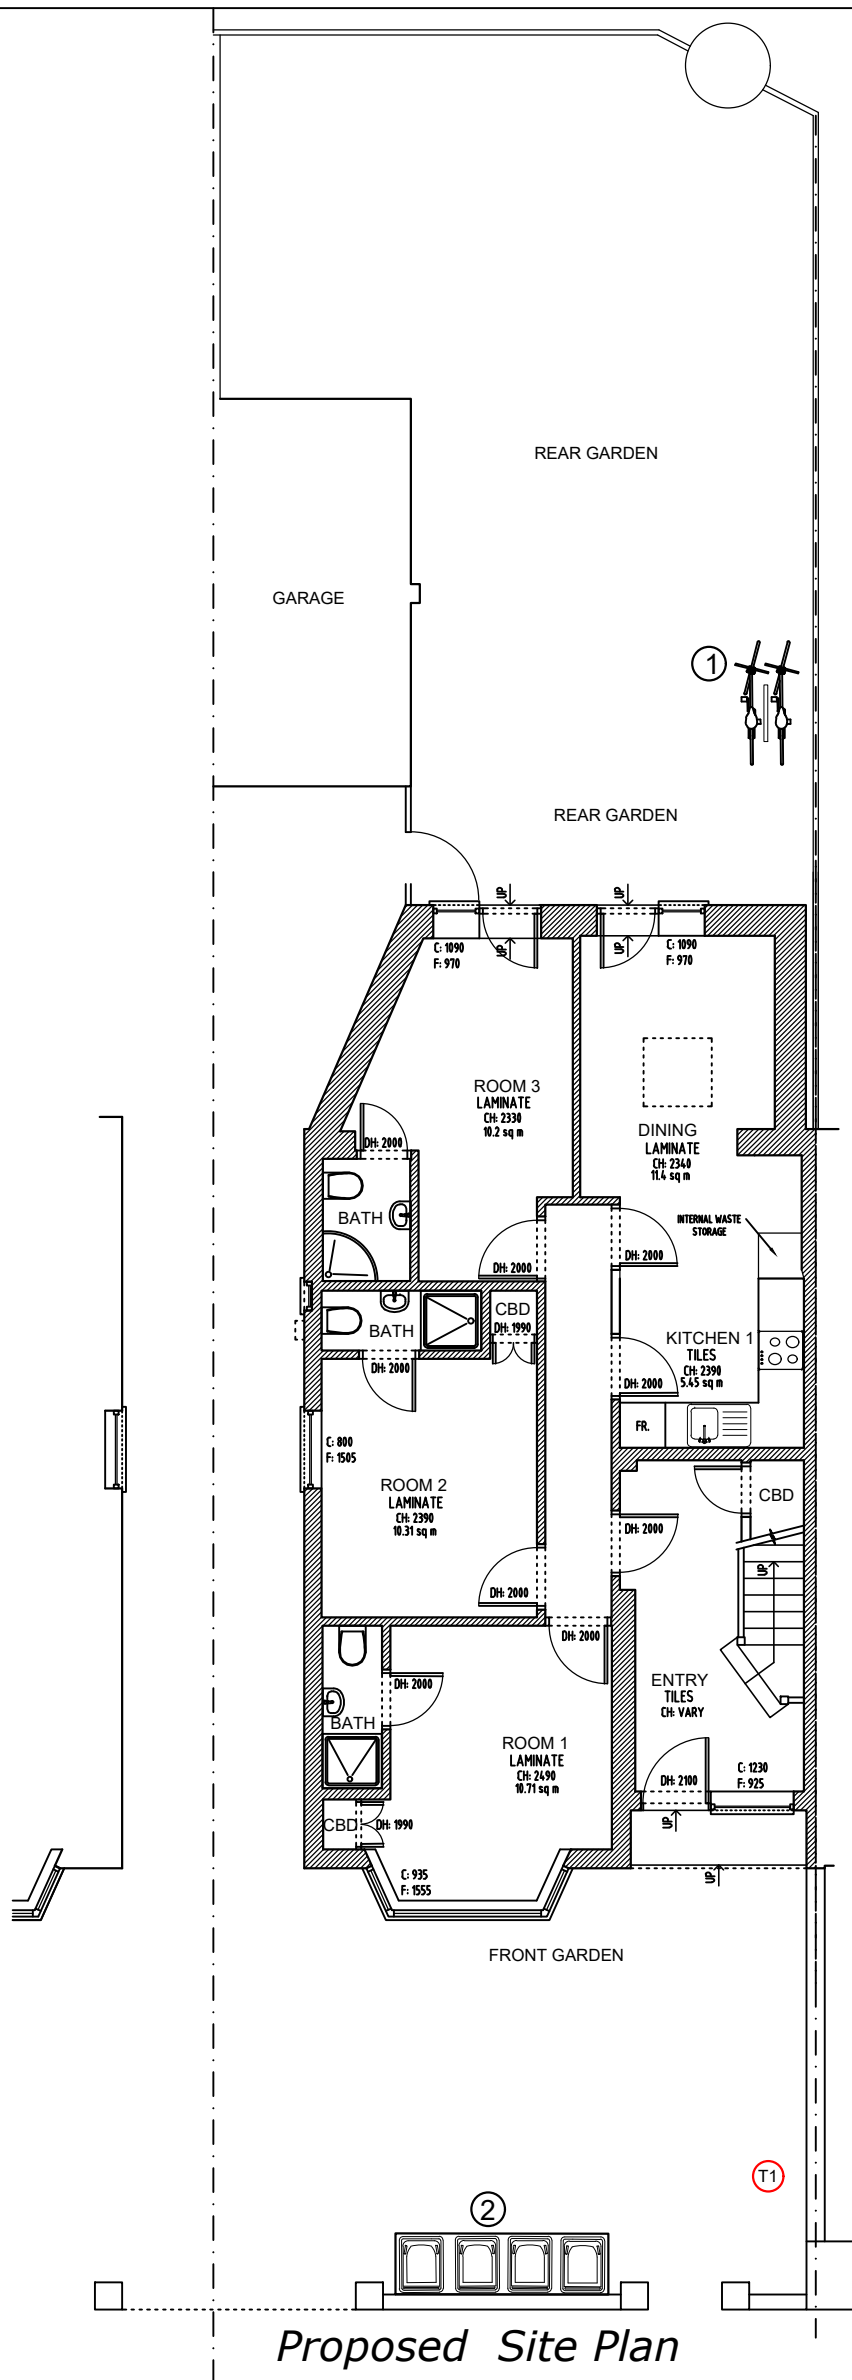 REAR GARDEN
GARAGE
1
REAR GARDEN
UP
UP
C: 1090
F: 970
UP
UP
C: 1090
F: 970
ROOM 3
LAMINATE
CH: 2330
10.2 sq m
DINING
LAMINATE
CH: 2340
11.4 sq m
DH: 2000
BATH
INTERNAL WASTE
STORAGE
DH: 2000
DH: 2000
CBD
DH: 1990
BATH
DH: 2000
KITCHEN 1
TILES
CH: 2390
5.45 sq m
DH: 2000
FR.
C: 800
F: 1505
ROOM 2
LAMINATE
CH: 2390
10.31 sq m
CBD
DH: 2000
UP
DH: 2000
DH: 2000
DH: 2000
ENTRY
TILES
CH: VARY
BATH
ROOM 1
LAMINATE
CH: 2490
10.71 sq m
C: 1230
F: 925
DH: 2100
CBD
DH: 1990
UP
C: 935
F: 1555
UP
FRONT GARDEN
T1
2
Proposed Site Plan